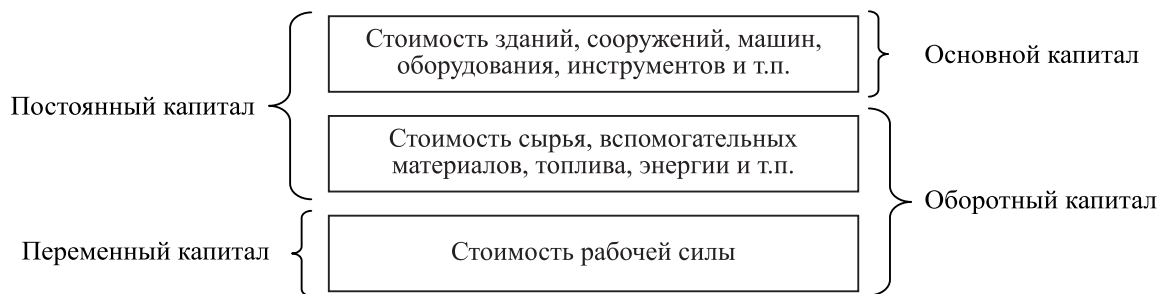 Стоимость зданий, сооружений, машин,
оборудования, инструментов и т.п.
Основной капитал
Постоянный капитал
Стоимость сырья, вспомогательных
материалов, топлива, энергии и т.п.
Оборотный капитал
Переменный капитал
Стоимость рабочей силы